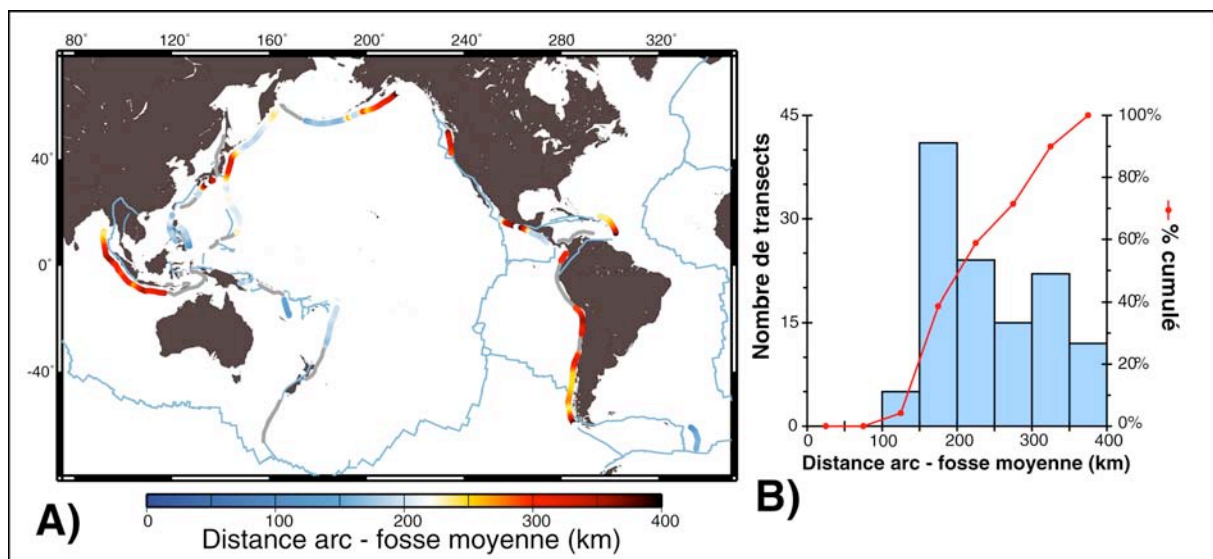 80° 120° 160° 200° 240° 280° 320°
40°
0°
-40°
0 100 200 300 400
Distance arc - fosse moyenne (km)
A)
45
30
15
0
Nombre de transects
100%
80%
60%
40%
20%
0%
% cumulé
0 100 200 300 400
Distance arc - fosse moyenne (km)
B)